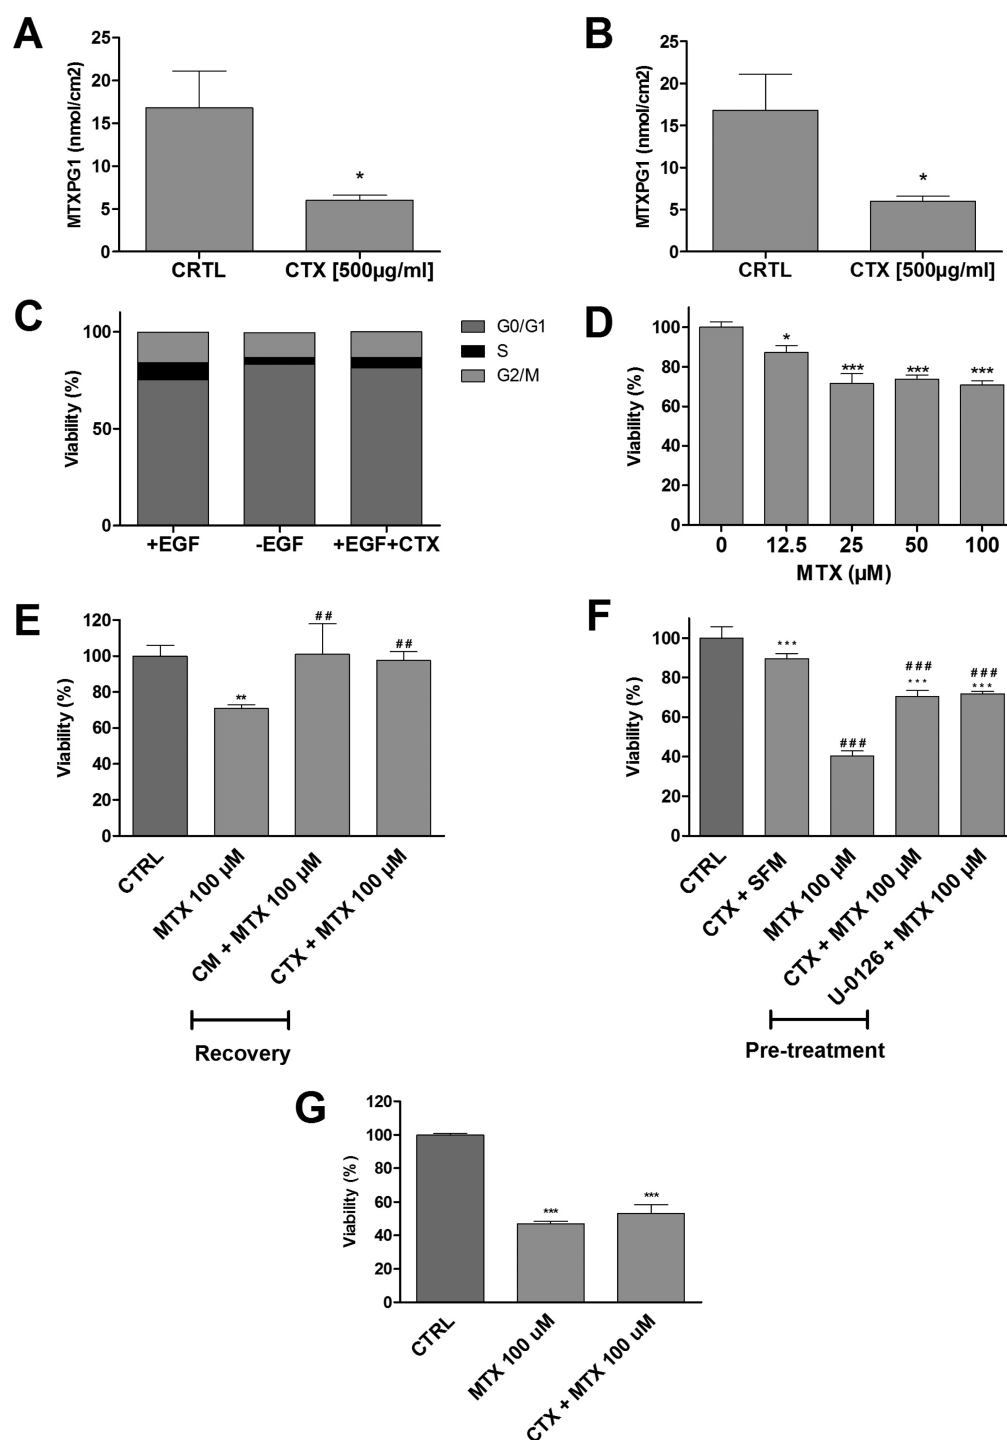 A
MTXPG1 (nmol/cm2)
25
20
15
10
5
0
*
CRTL
CTX [500µg/ml]
B
MTXPG1 (nmol/cm2)
25
20
15
10
5
0
*
CRTL
CTX [500µg/ml]
C
Viability (%)
100
50
0
+EGF
-EGF
+EGF+CTX
G0/G1
S
G2/M
D
Viability (%)
100
80
60
40
20
0
*
***
***
***
0
12.5
25
50
100
MTX (µM)
E
Viability (%)
120
100
80
60
40
20
0
**
##
##
CTRL
MTX 100 µM
CM + MTX 100 µM
CTX + MTX 100 µM
Recovery
F
Viability (%)
100
80
60
40
20
0
***
###
###
***
###
***
CTRL
CTX + SFM
MTX 100 µM
CTX + MTX 100 µM
U-0126 + MTX 100 µM
Pre-treatment
G
Viability (%)
120
100
80
60
40
20
0
***
***
CTRL
MTX 100 uM
CTX + MTX 100 uM